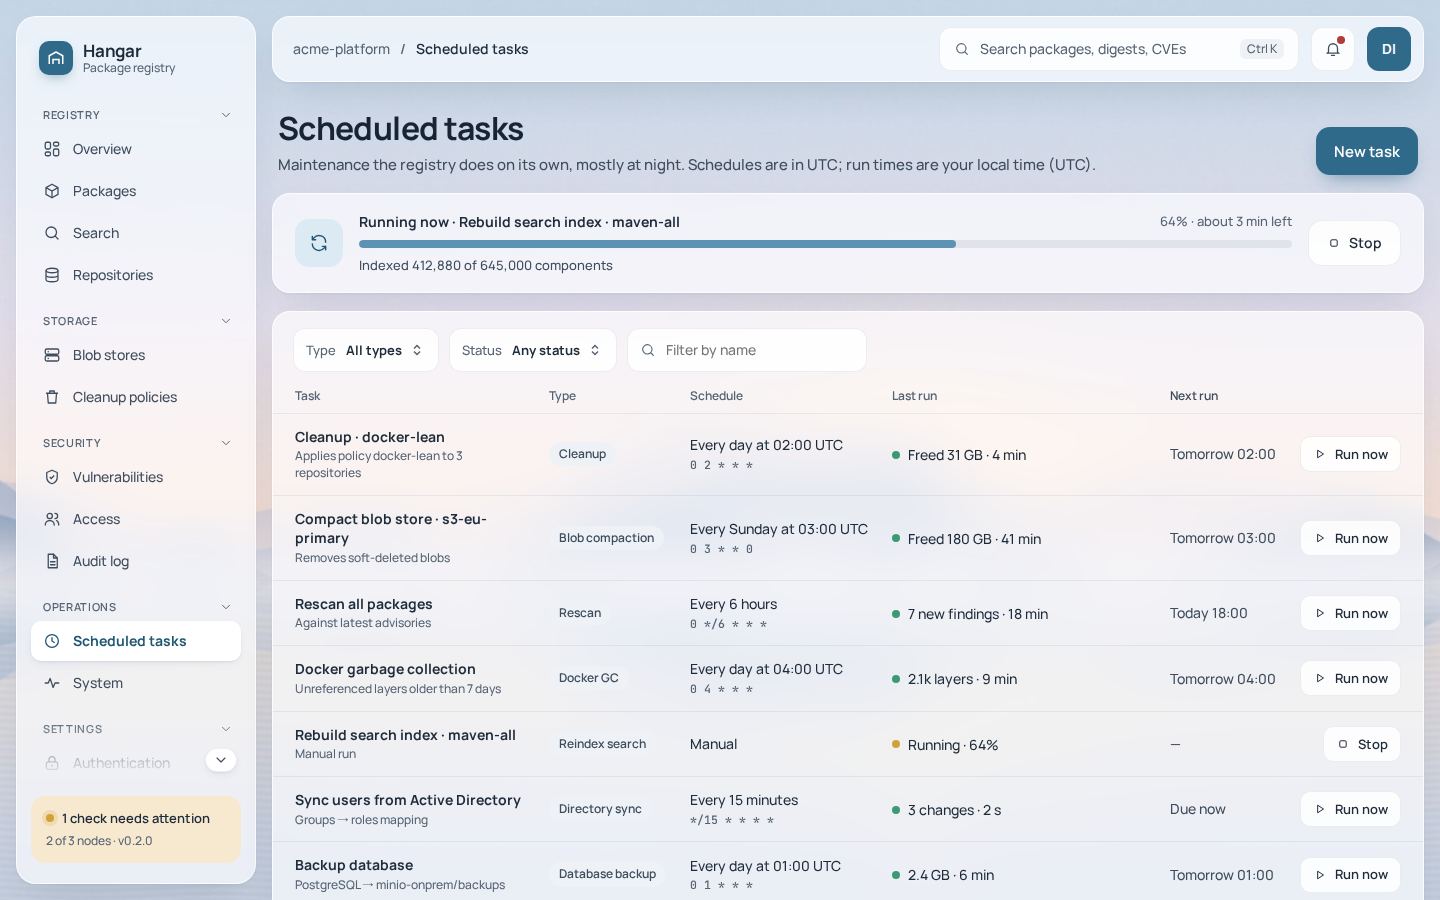 Hangar
Package registry
REGISTRY
Overview
Packages
Search
Repositories
STORAGE
Blob stores
Cleanup policies
SECURITY
Vulnerabilities
Access
Audit log
OPERATIONS
Scheduled tasks
System
SETTINGS
Authentication
1 check needs attention
2 of 3 nodes · v0.2.0
acme-platform / Scheduled tasks
Search packages, digests, CVEs Ctrl K
DI
Scheduled tasks
Maintenance the registry does on its own, mostly at night. Schedules are in UTC; run times are your local time (UTC).
New task
Running now · Rebuild search index · maven-all
64% · about 3 min left
Indexed 412,880 of 645,000 components
Stop
Type All types
Status Any status
Filter by name
Task Type Schedule Last run Next run
Cleanup · docker-lean
Applies policy docker-lean to 3
repositories
Cleanup
Every day at 02:00 UTC
0 2 * * *
Freed 31 GB · 4 min
Tomorrow 02:00
Run now
Compact blob store · s3-eu-
primary
Removes soft-deleted blobs
Blob compaction
Every Sunday at 03:00 UTC
0 3 * * 0
Freed 180 GB · 41 min
Tomorrow 03:00
Run now
Rescan all packages
Against latest advisories
Rescan
Every 6 hours
0 */6 * * *
7 new findings · 18 min
Today 18:00
Run now
Docker garbage collection
Unreferenced layers older than 7 days
Docker GC
Every day at 04:00 UTC
0 4 * * *
2.1k layers · 9 min
Tomorrow 04:00
Run now
Rebuild search index · maven-all
Manual run
Reindex search
Manual
Running · 64%
—
Stop
Sync users from Active Directory
Groups → roles mapping
Directory sync
Every 15 minutes
*/15 * * * *
3 changes · 2 s
Due now
Run now
Backup database
PostgreSQL → minio-onprem/backups
Database backup
Every day at 01:00 UTC
0 1 * * *
2.4 GB · 6 min
Tomorrow 01:00
Run now